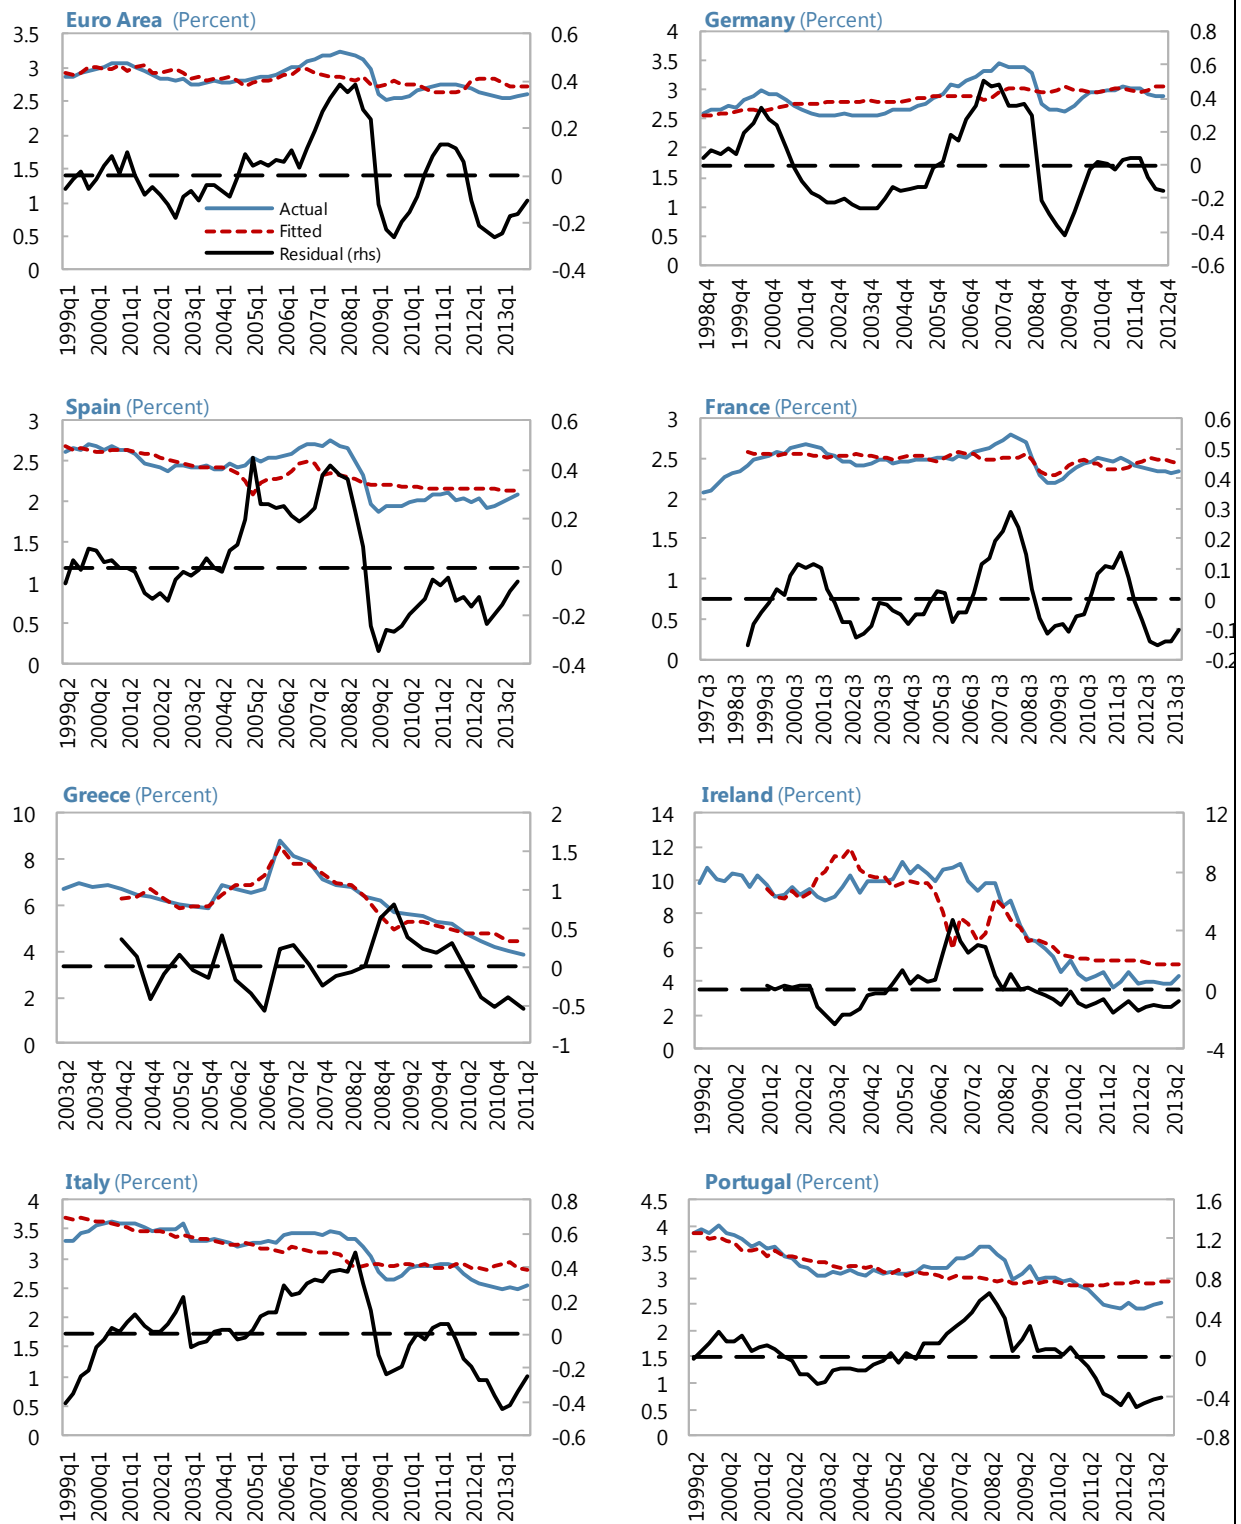 Euro Area (Percent)
3.5
3
2.5
2
1.5
1
0.5
0
0.6
0.4
0.2
0
-0.2
-0.4
Actual
Fitted
Residual (rhs)
1999q1
2000q1
2001q1
2002q1
2003q1
2004q1
2005q1
2006q1
2007q1
2008q1
2009q1
2010q1
2011q1
2012q1
2013q1
Germany (Percent)
4
3.5
3
2.5
2
1.5
1
0.5
0
0.8
0.6
0.4
0.2
0
-0.2
-0.4
-0.6
1998q4
1999q4
2000q4
2001q4
2002q4
2003q4
2004q4
2005q4
2006q4
2007q4
2008q4
2009q4
2010q4
2011q4
2012q4
Spain (Percent)
3
2.5
2
1.5
1
0.5
0
0.6
0.4
0.2
0
-0.2
-0.4
1999q2
2000q2
2001q2
2002q2
2003q2
2004q2
2005q2
2006q2
2007q2
2008q2
2009q2
2010q2
2011q2
2012q2
2013q2
France (Percent)
3
2.5
2
1.5
1
0.5
0
0.6
0.5
0.4
0.3
0.2
0.1
0
-0.1
-0.2
1997q3
1998q3
1999q3
2000q3
2001q3
2002q3
2003q3
2004q3
2005q3
2006q3
2007q3
2008q3
2009q3
2010q3
2011q3
2012q3
2013q3
Greece (Percent)
10
8
6
4
2
0
2
1.5
1
0.5
0
-0.5
-1
2003q2
2003q4
2004q2
2004q4
2005q2
2005q4
2006q2
2006q4
2007q2
2007q4
2008q2
2008q4
2009q2
2009q4
2010q2
2010q4
2011q2
Ireland (Percent)
14
12
10
8
6
4
2
0
12
8
4
0
-4
1999q2
2000q2
2001q2
2002q2
2003q2
2004q2
2005q2
2006q2
2007q2
2008q2
2009q2
2010q2
2011q2
2012q2
2013q2
Italy (Percent)
4
3.5
3
2.5
2
1.5
1
0.5
0
0.8
0.6
0.4
0.2
0
-0.2
-0.4
-0.6
1999q1
2000q1
2001q1
2002q1
2003q1
2004q1
2005q1
2006q1
2007q1
2008q1
2009q1
2010q1
2011q1
2012q1
2013q1
Portugal (Percent)
4.5
4
3.5
3
2.5
2
1.5
1
0.5
0
1.6
1.2
0.8
0.4
0
-0.4
-0.8
1999q2
2000q2
2001q2
2002q2
2003q2
2004q2
2005q2
2006q2
2007q2
2008q2
2009q2
2010q2
2011q2
2012q2
2013q2